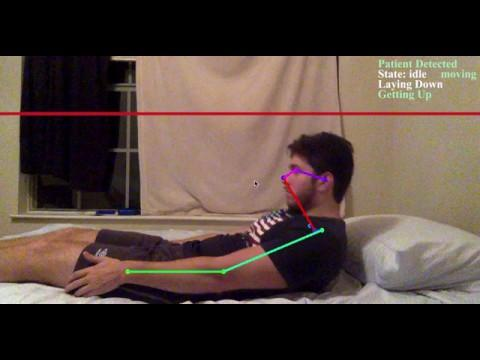 Patient Detected
State: idle moving
Laying Down
Getting Up